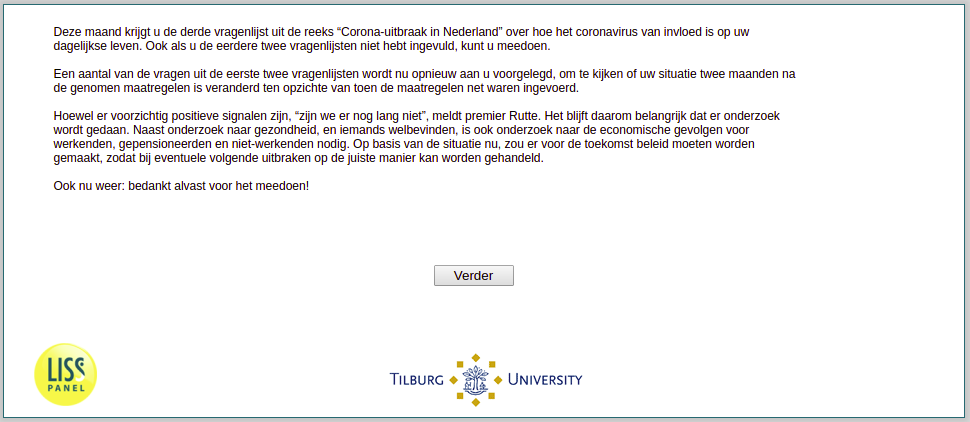 Deze maand krijgt u de derde vragenlijst uit de reeks “Corona-uitbraak in Nederland” over hoe het coronavirus van invloed is op uw
dagelijkse leven. Ook als u de eerdere twee vragenlijsten niet hebt ingevuld, kunt u meedoen.
Een aantal van de vragen uit de eerste twee vragenlijsten wordt nu opnieuw aan u voorgelegd, om te kijken of uw situatie twee maanden na
de genomen maatregelen is veranderd ten opzichte van toen de maatregelen net waren ingevoerd.
Hoewel er voorzichtig positieve signalen zijn, “zijn we er nog lang niet”, meldt premier Rutte. Het blijft daarom belangrijk dat er onderzoek
wordt gedaan. Naast onderzoek naar gezondheid, en iemands welbevinden, is ook onderzoek naar de economische gevolgen voor
werkenden, gepensioneerden en niet-werkenden nodig. Op basis van de situatie nu, zou er voor de toekomst beleid moeten worden
gemaakt, zodat bij eventuele volgende uitbraken op de juiste manier kan worden gehandeld.
Ook nu weer: bedankt alvast voor het meedoen!
Verder
LISS
PANEL
TILBURG UNIVERSITY